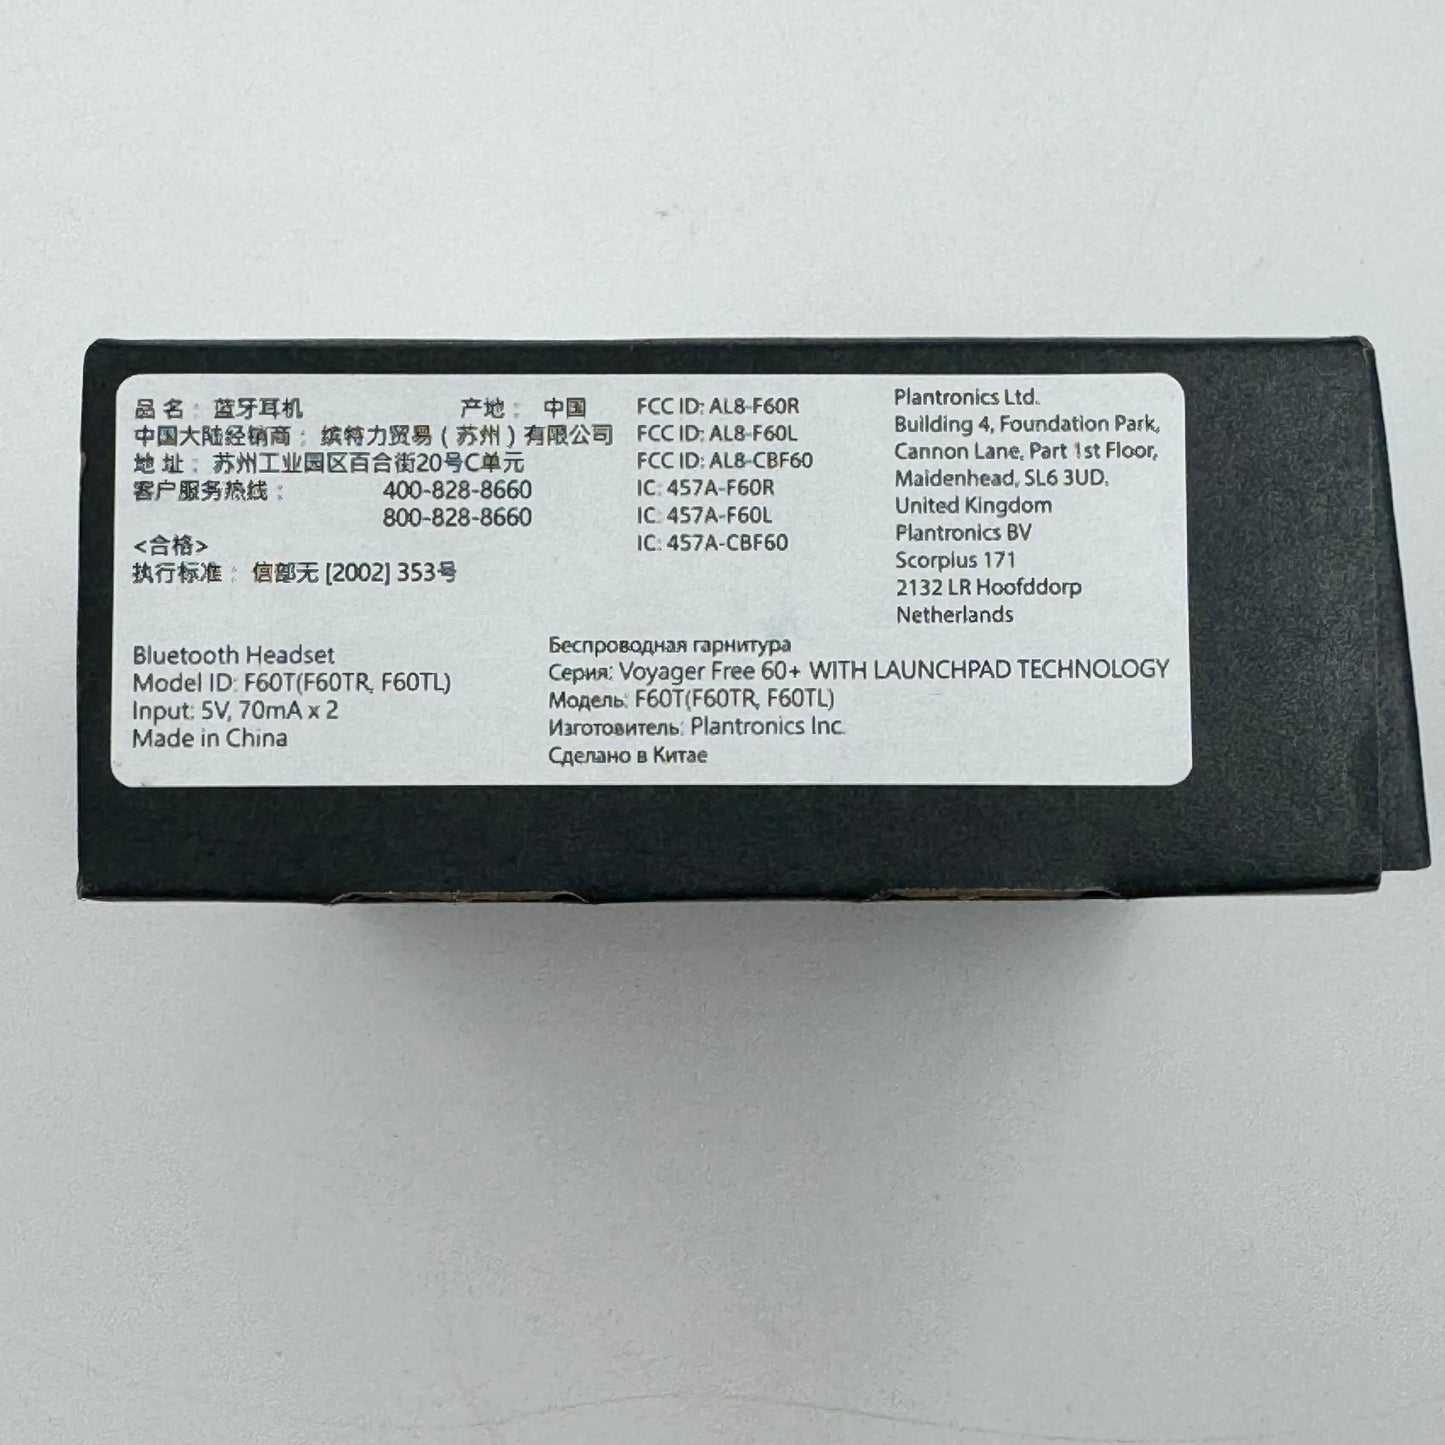 品 名： 蓝牙耳机 产地： 中国
中国大陆经销商： 缤特力贸易（苏州）有限公司
地 址： 苏州工业园区百合街20号C单元
客户服务热线： 400-828-8660
800-828-8660
<合格>
执行标准： 信部无 [2002] 353号
FCC ID: AL8-F60R
FCC ID: AL8-F60L
FCC ID: AL8-CBF60
IC: 457A-F60R
IC: 457A-F60L
IC: 457A-CBF60
Plantronics Ltd.
Building 4, Foundation Park,
Cannon Lane, Part 1st Floor,
Maidenhead, SL6 3UD,
United Kingdom
Plantronics BV
Scorpius 171
2132 LR Hoofddorp
Netherlands
Bluetooth Headset
Model ID: F60T(F60TR, F60TL)
Input: 5V, 70mA x 2
Made in China
Беспроводная гарнитура
Серия: Voyager Free 60+ WITH LAUNCHPAD TECHNOLOGY
Модель: F60T(F60TR, F60TL)
Изготовитель: Plantronics Inc.
Сделано в Китае